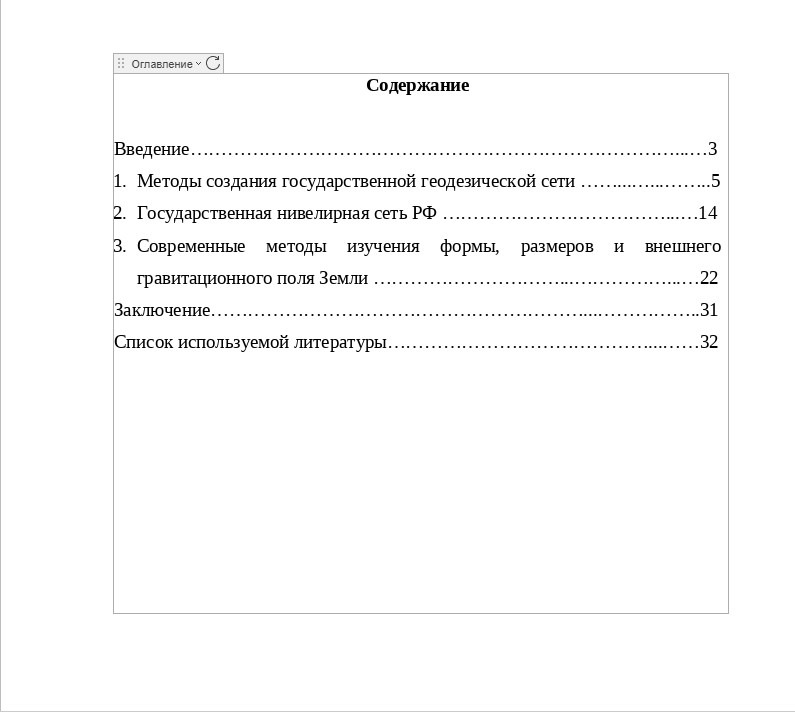 Оглавление
Содержание
Введение……………………………………………………………...…3
1. Методы создания государственной геодезической сети ……....…..……..5
2. Государственная нивелирная сеть РФ …………………………...…14
3. Современные методы изучения формы, размеров и внешнего
гравитационного поля Земли ………………………..…………...…22
Заключение………………………………………………....……………..31
Список используемой литературы………………………………....……32